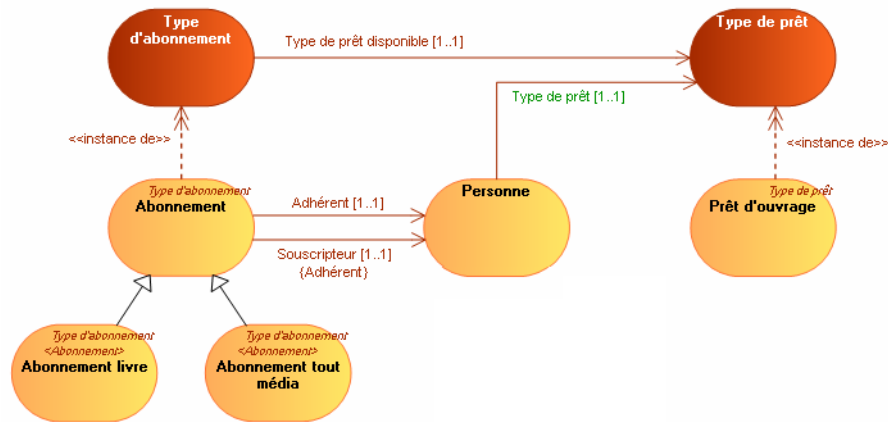 Type
d'abonnement
Type de prêt disponible [1..1]
Type de prêt
Type de prêt [1..1]
<<instance de>>
<<instance de>>
Type d'abonnement
Abonnement
Adhérent [1..1]
Personne
Type de prêt
Prêt d'ouvrage
Souscripteur [1..1]
{Adhérent}
Type d'abonnement
<Abonnement>
Abonnement livre
Type d'abonnement
<Abonnement>
Abonnement tout
média